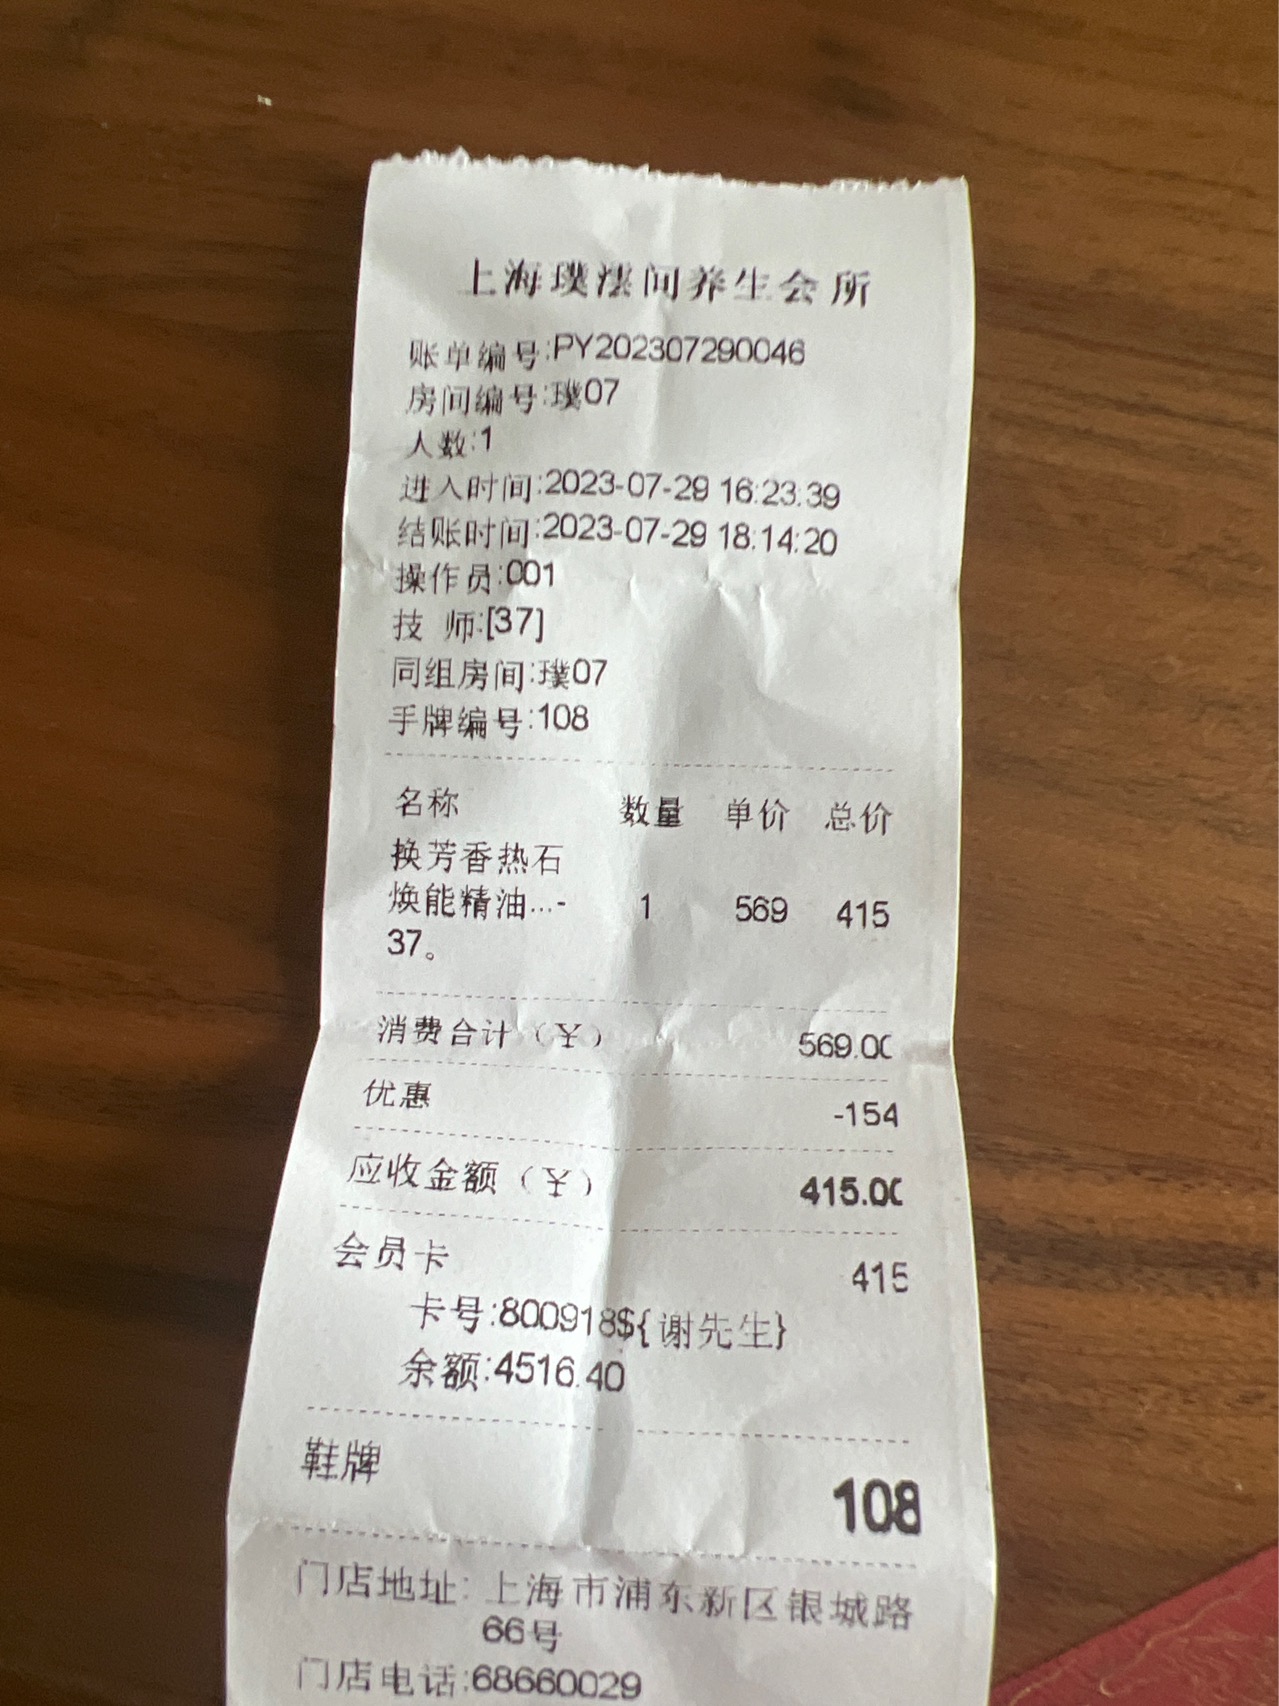 上海璞湛间养生会所
账单编号:PY202307290046
房间编号:璞07
人数:1
进入时间:2023-07-29 16:23:39
结账时间:2023-07-29 18:14:20
操作员:001
技 师:[37]
同组房间:璞07
手牌编号:108
名称 数量 单价 总价
换芳香热石
焕能精油...- 1 569 415
37。
消费合计（￥） 569.00
优惠 -154
应收金额（￥） 415.00
会员卡 415
卡号:800918${谢先生}
余额:4516.40
鞋牌 108
门店地址: 上海市浦东新区银城路
66号
门店电话:68660029